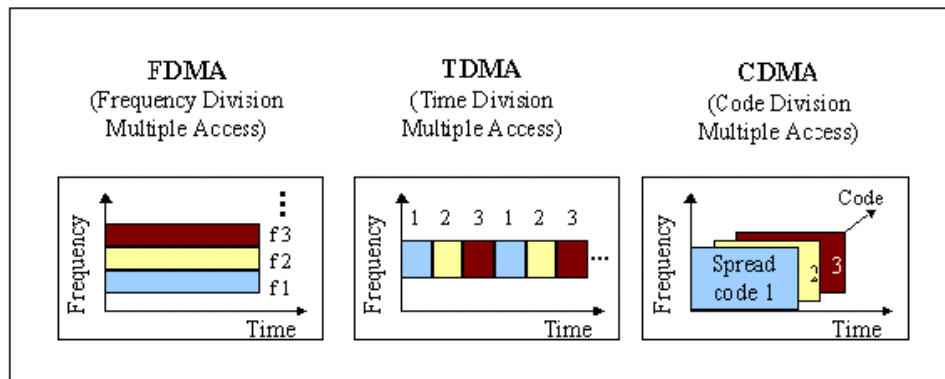 FDMA
(Frequency Division
Multiple Access)
TDMA
(Time Division
Multiple Access)
CDMA
(Code Division
Multiple Access)
Frequency
f3
f2
f1
Time
Frequency
1 2 3 1 2 3
...
Time
Frequency
Code
Spread
code 1
2
3
Time